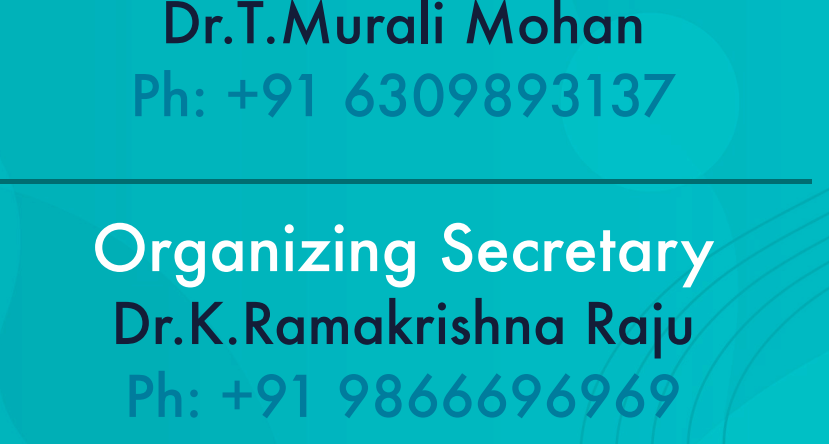 Dr.T.Murali Mohan
Ph: +91 6309893137
Organizing Secretary
Dr.K.Ramakrishna Raju
Ph: +91 9866696969